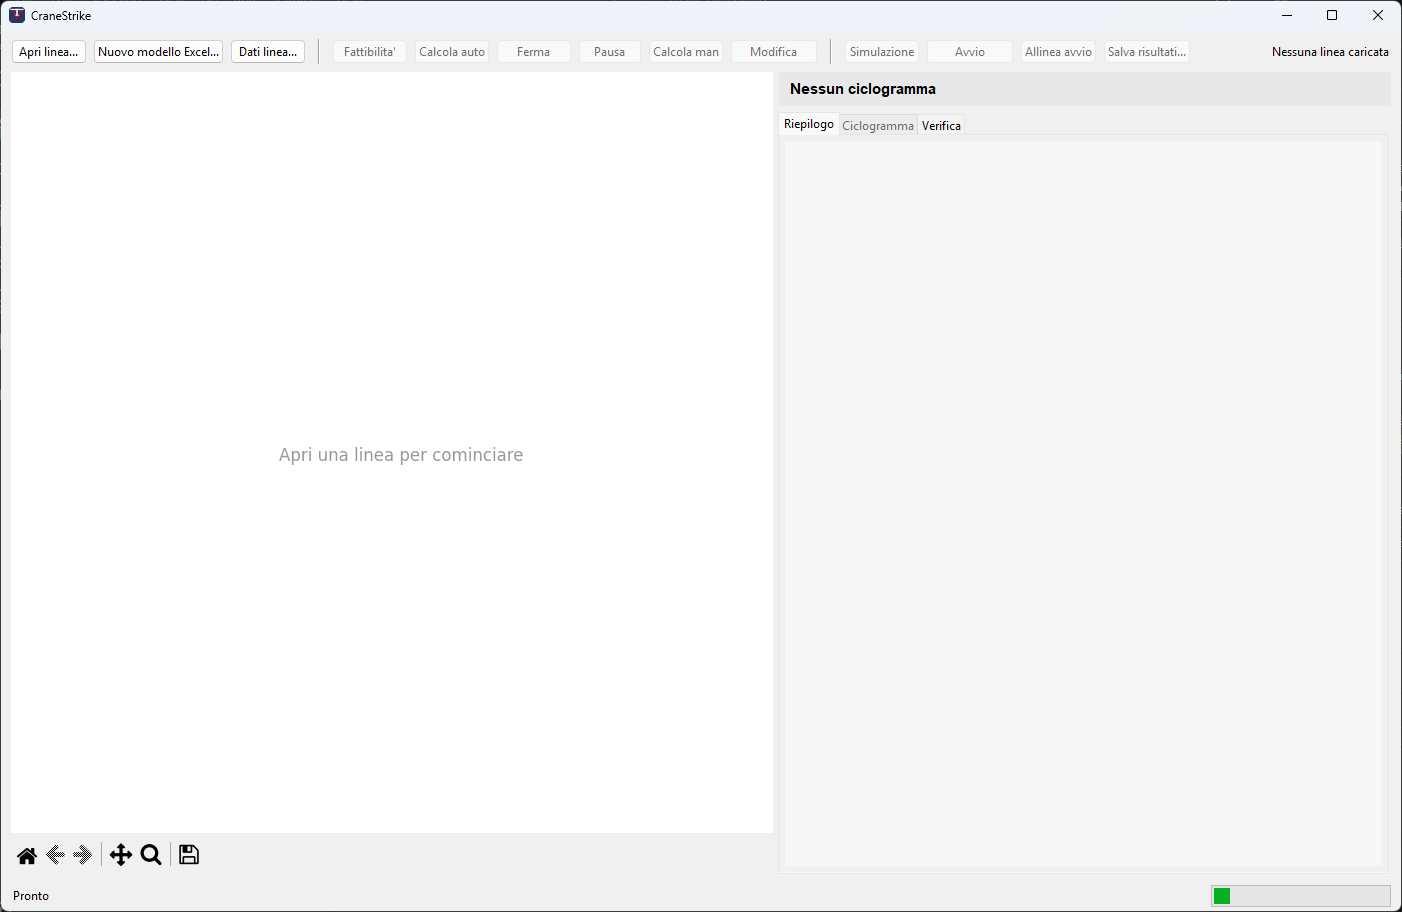 CraneStrike
Apri linea... Nuovo modello Excel... Dati linea... Fattibilita' Calcola auto Ferma Pausa Calcola man Modifica Simulazione Avvio Allinea avvio Salva risultati... Nessuna linea caricata
Nessun ciclogramma
Riepilogo Ciclogramma Verifica
Apri una linea per cominciare
Pronto